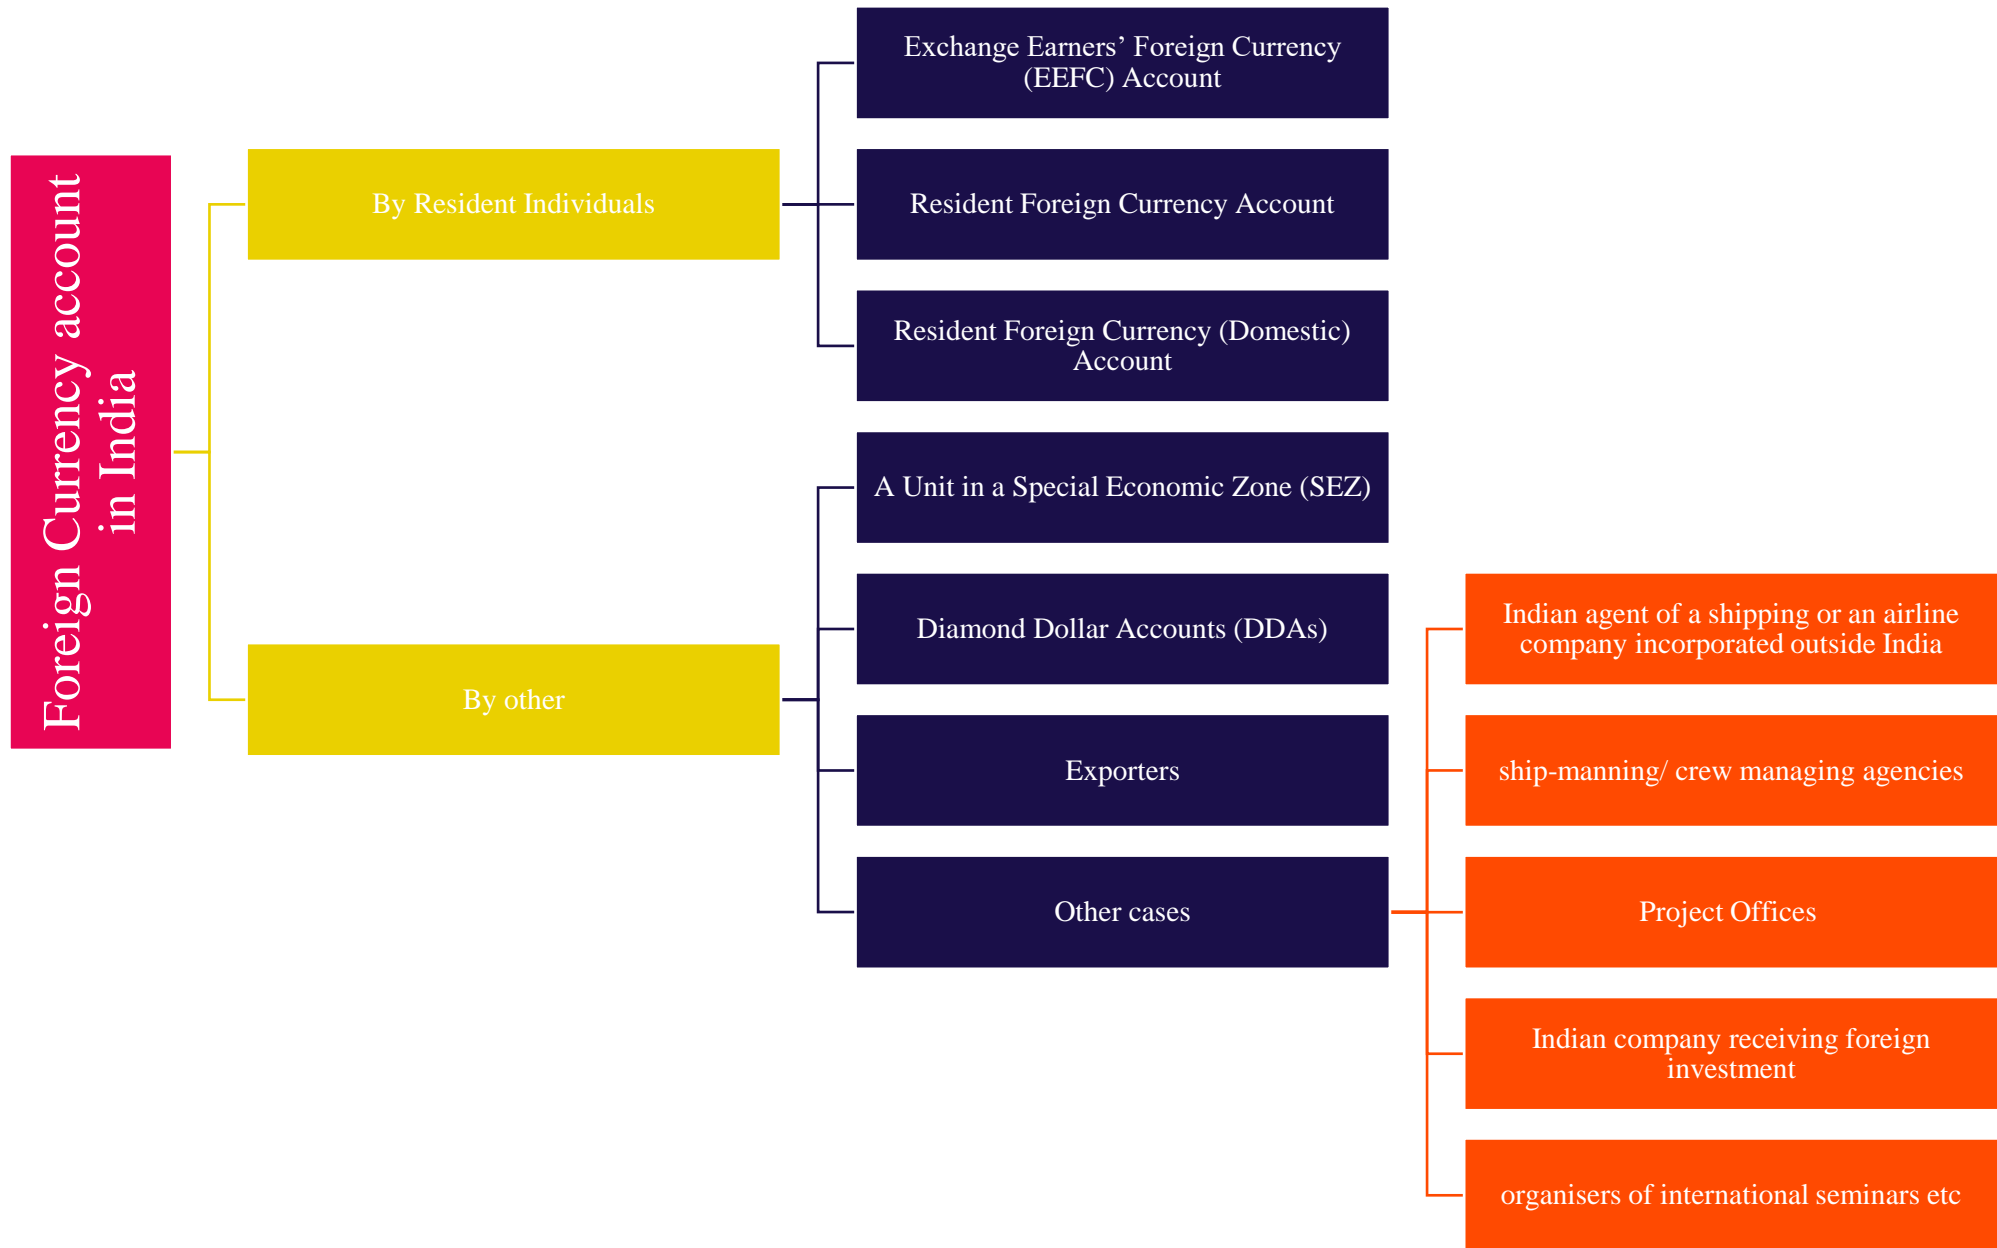 Foreign Currency account
in India
By Resident Individuals
Exchange Earners’ Foreign Currency
(EEFC) Account
Resident Foreign Currency Account
Resident Foreign Currency (Domestic)
Account
By other
A Unit in a Special Economic Zone (SEZ)
Diamond Dollar Accounts (DDAs)
Exporters
Other cases
Indian agent of a shipping or an airline
company incorporated outside India
ship-manning/ crew managing agencies
Project Offices
Indian company receiving foreign
investment
organisers of international seminars etc